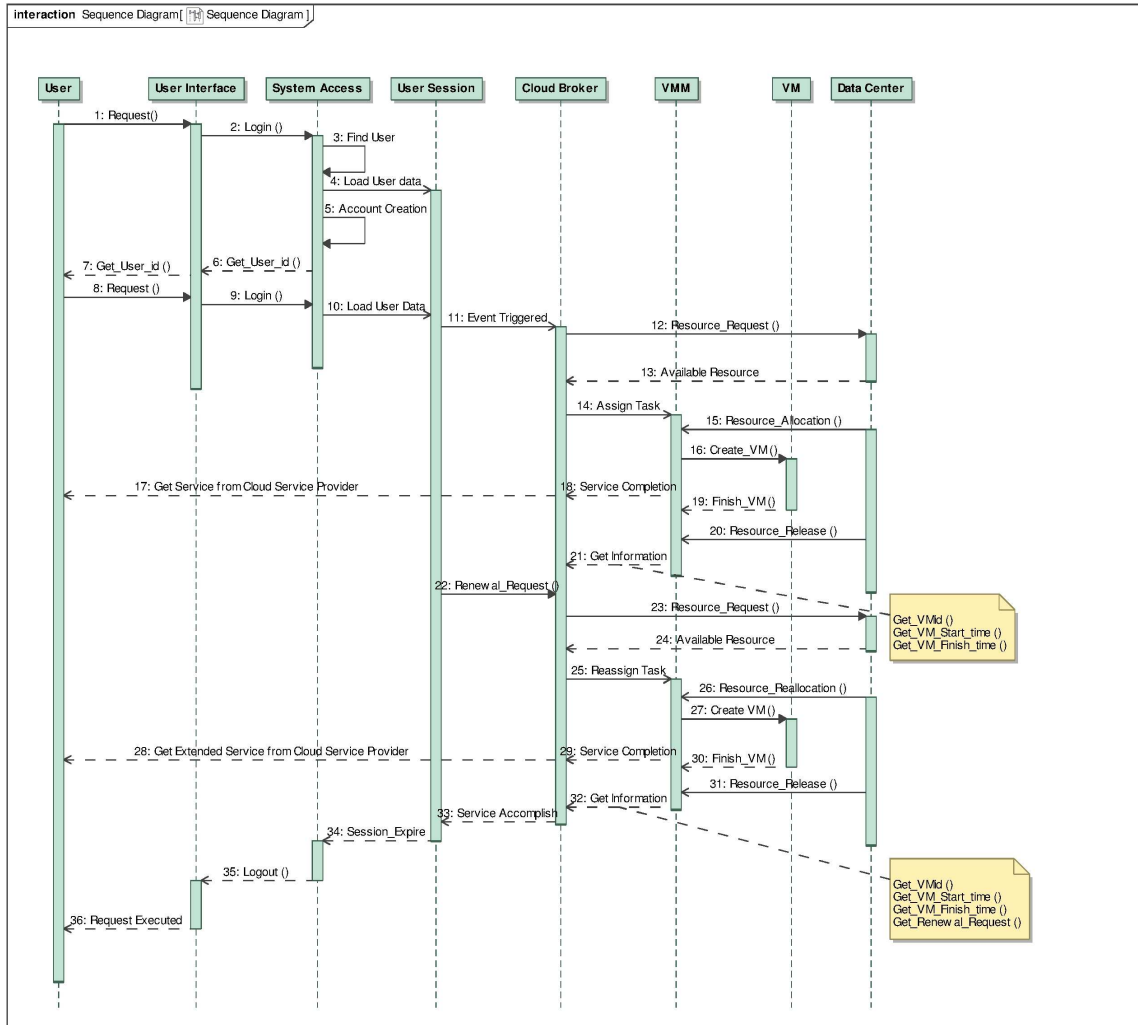 interaction Sequence Diagram[ Sequence Diagram ]
User
User Interface
System Access
User Session
Cloud Broker
VMM
VM
Data Center
1: Request()
2: Login ()
3: Find User
4: Load User data
5: Account Creation
6: Get_User_id ()
7: Get_User_id ()
8: Request ()
9: Login ()
10: Load User Data
11: Event Triggered
12: Resource_Request ()
13: Available Resource
14: Assign Task
15: Resource_Allocation ()
16: Create_VM ()
17: Get Service from Cloud Service Provider
18: Service Completion
19: Finish_VM ()
20: Resource_Release ()
21: Get Information
22: Renewal_Request ()
23: Resource_Request ()
Get_VMid ()
Get_VM_Start_time ()
Get_VM_Finish_time ()
24: Available Resource
25: Reassign Task
26: Resource_Reallocation ()
27: Create VM ()
28: Get Extended Service from Cloud Service Provider
29: Service Completion
30: Finish_VM ()
31: Resource_Release ()
32: Get Information
33: Service Accomplish
34: Session_Expire
35: Logout ()
Get_VMid ()
Get_VM_Start_time ()
Get_VM_Finish_time ()
Get_Renewal_Request ()
36: Request Executed